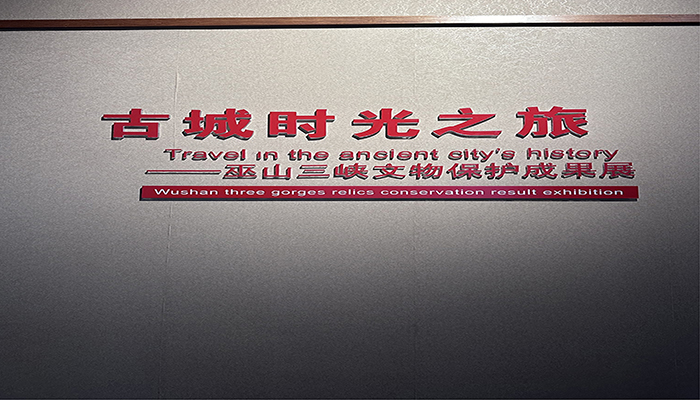 古城时光之旅
Travel in the ancient city's history
——巫山三峡文物保护成果展
Wushan three gorges relics conservation result exhibition